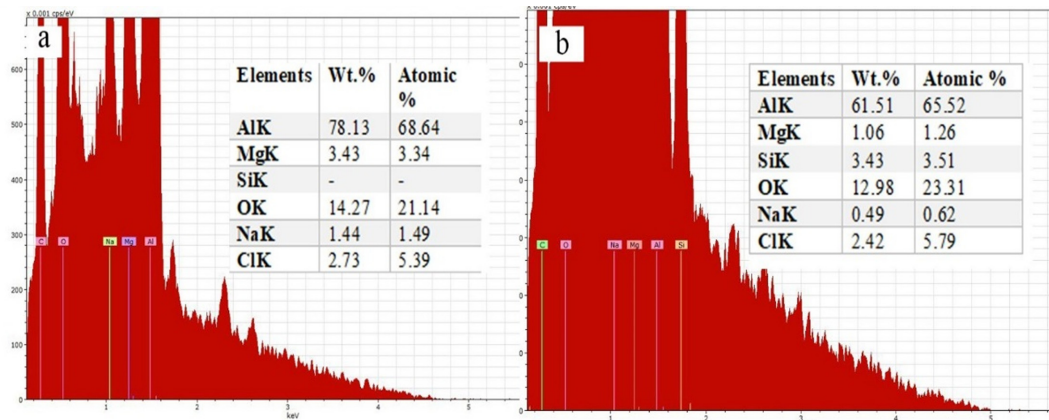 x 0.001 cps/eV
a
600
500
400
300
200
100
0
Elements Wt.% Atomic %
AlK 78.13 68.64
MgK 3.43 3.34
SiK - -
OK 14.27 21.14
NaK 1.44 1.49
ClK 2.73 5.39
C O Na Mg Al
1 2 3 4 5
keV
b
Elements Wt.% Atomic %
AlK 61.51 65.52
MgK 1.06 1.26
SiK 3.43 3.51
OK 12.98 23.31
NaK 0.49 0.62
ClK 2.42 5.79
C O Na Mg Al Si
1 2 3 4 5